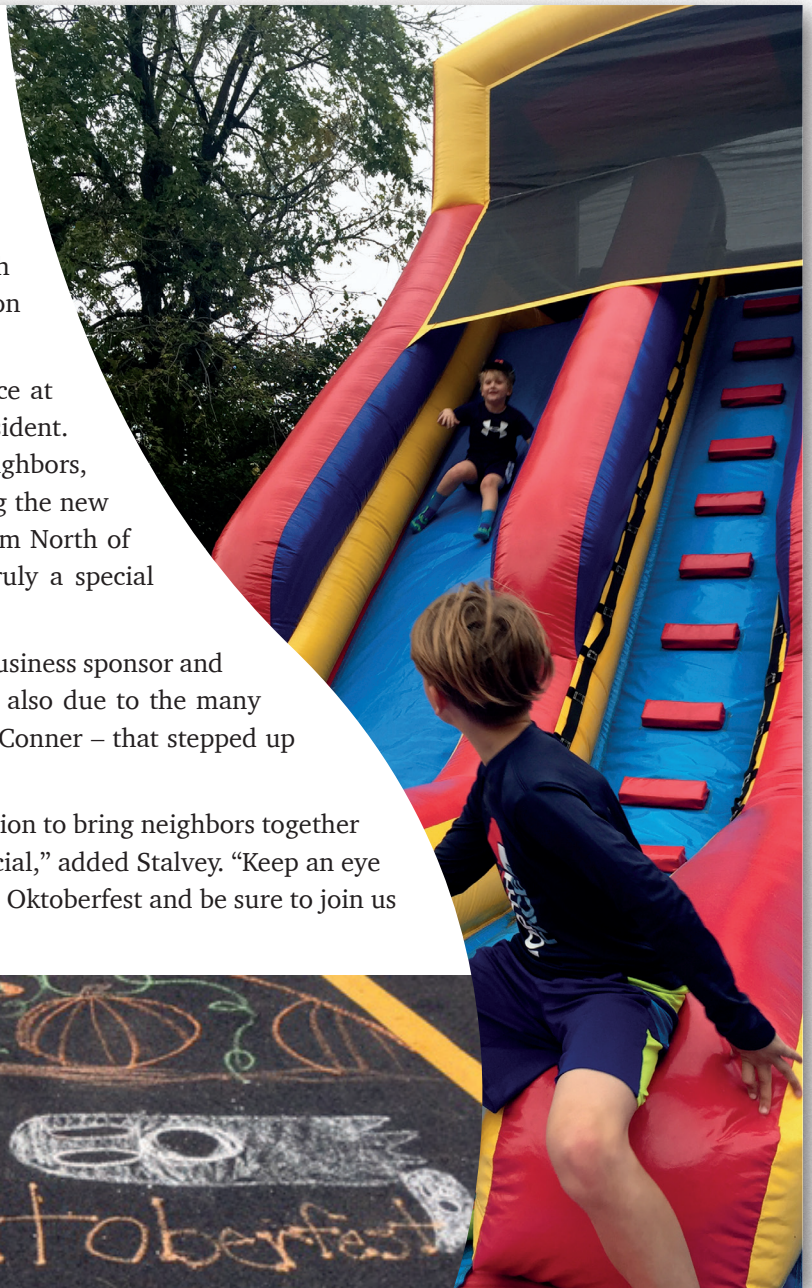 n
on
ce at
sident.
ighbors,
g the new
m North of
ruly a special
usiness sponsor and
also due to the many
Conner – that stepped up
ion to bring neighbors together
cial,” added Stalvey. “Keep an eye
Oktoberfest and be sure to join us
toberfest